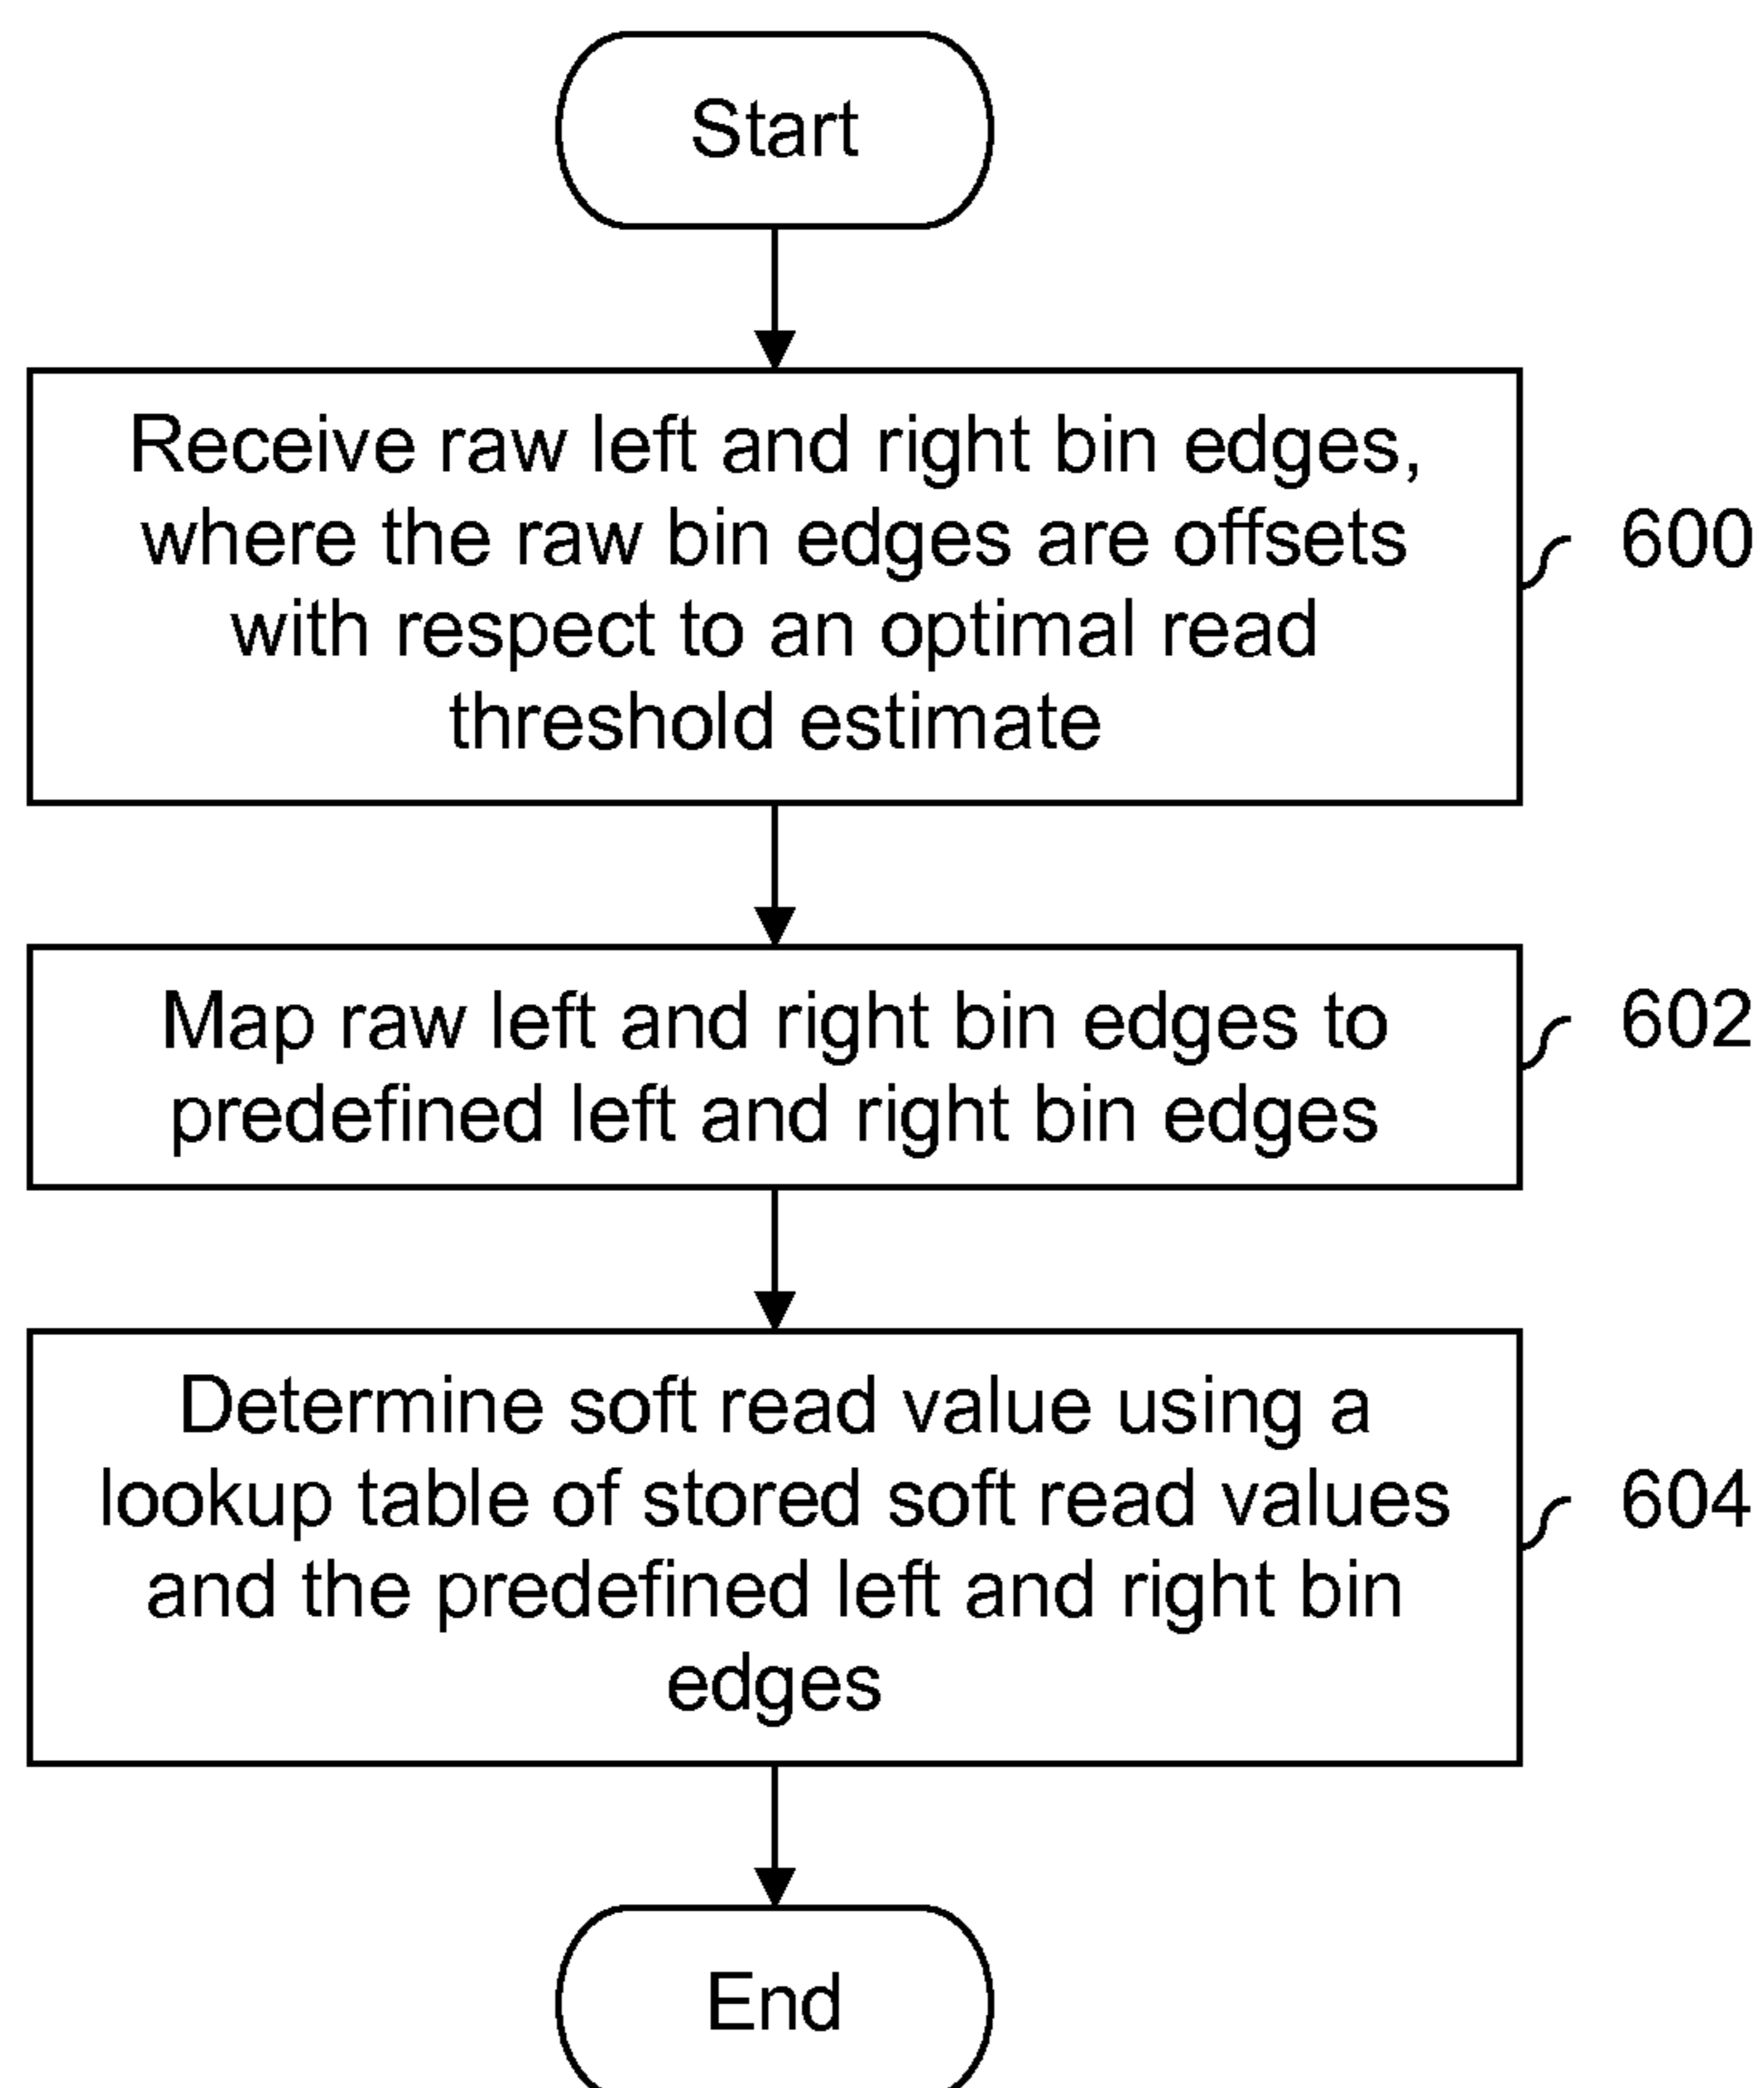 Start
Receive raw left and right bin edges,
where the raw bin edges are offsets
with respect to an optimal read
threshold estimate
600
Map raw left and right bin edges to
predefined left and right bin edges
602
Determine soft read value using a
lookup table of stored soft read values
and the predefined left and right bin
edges
604
End